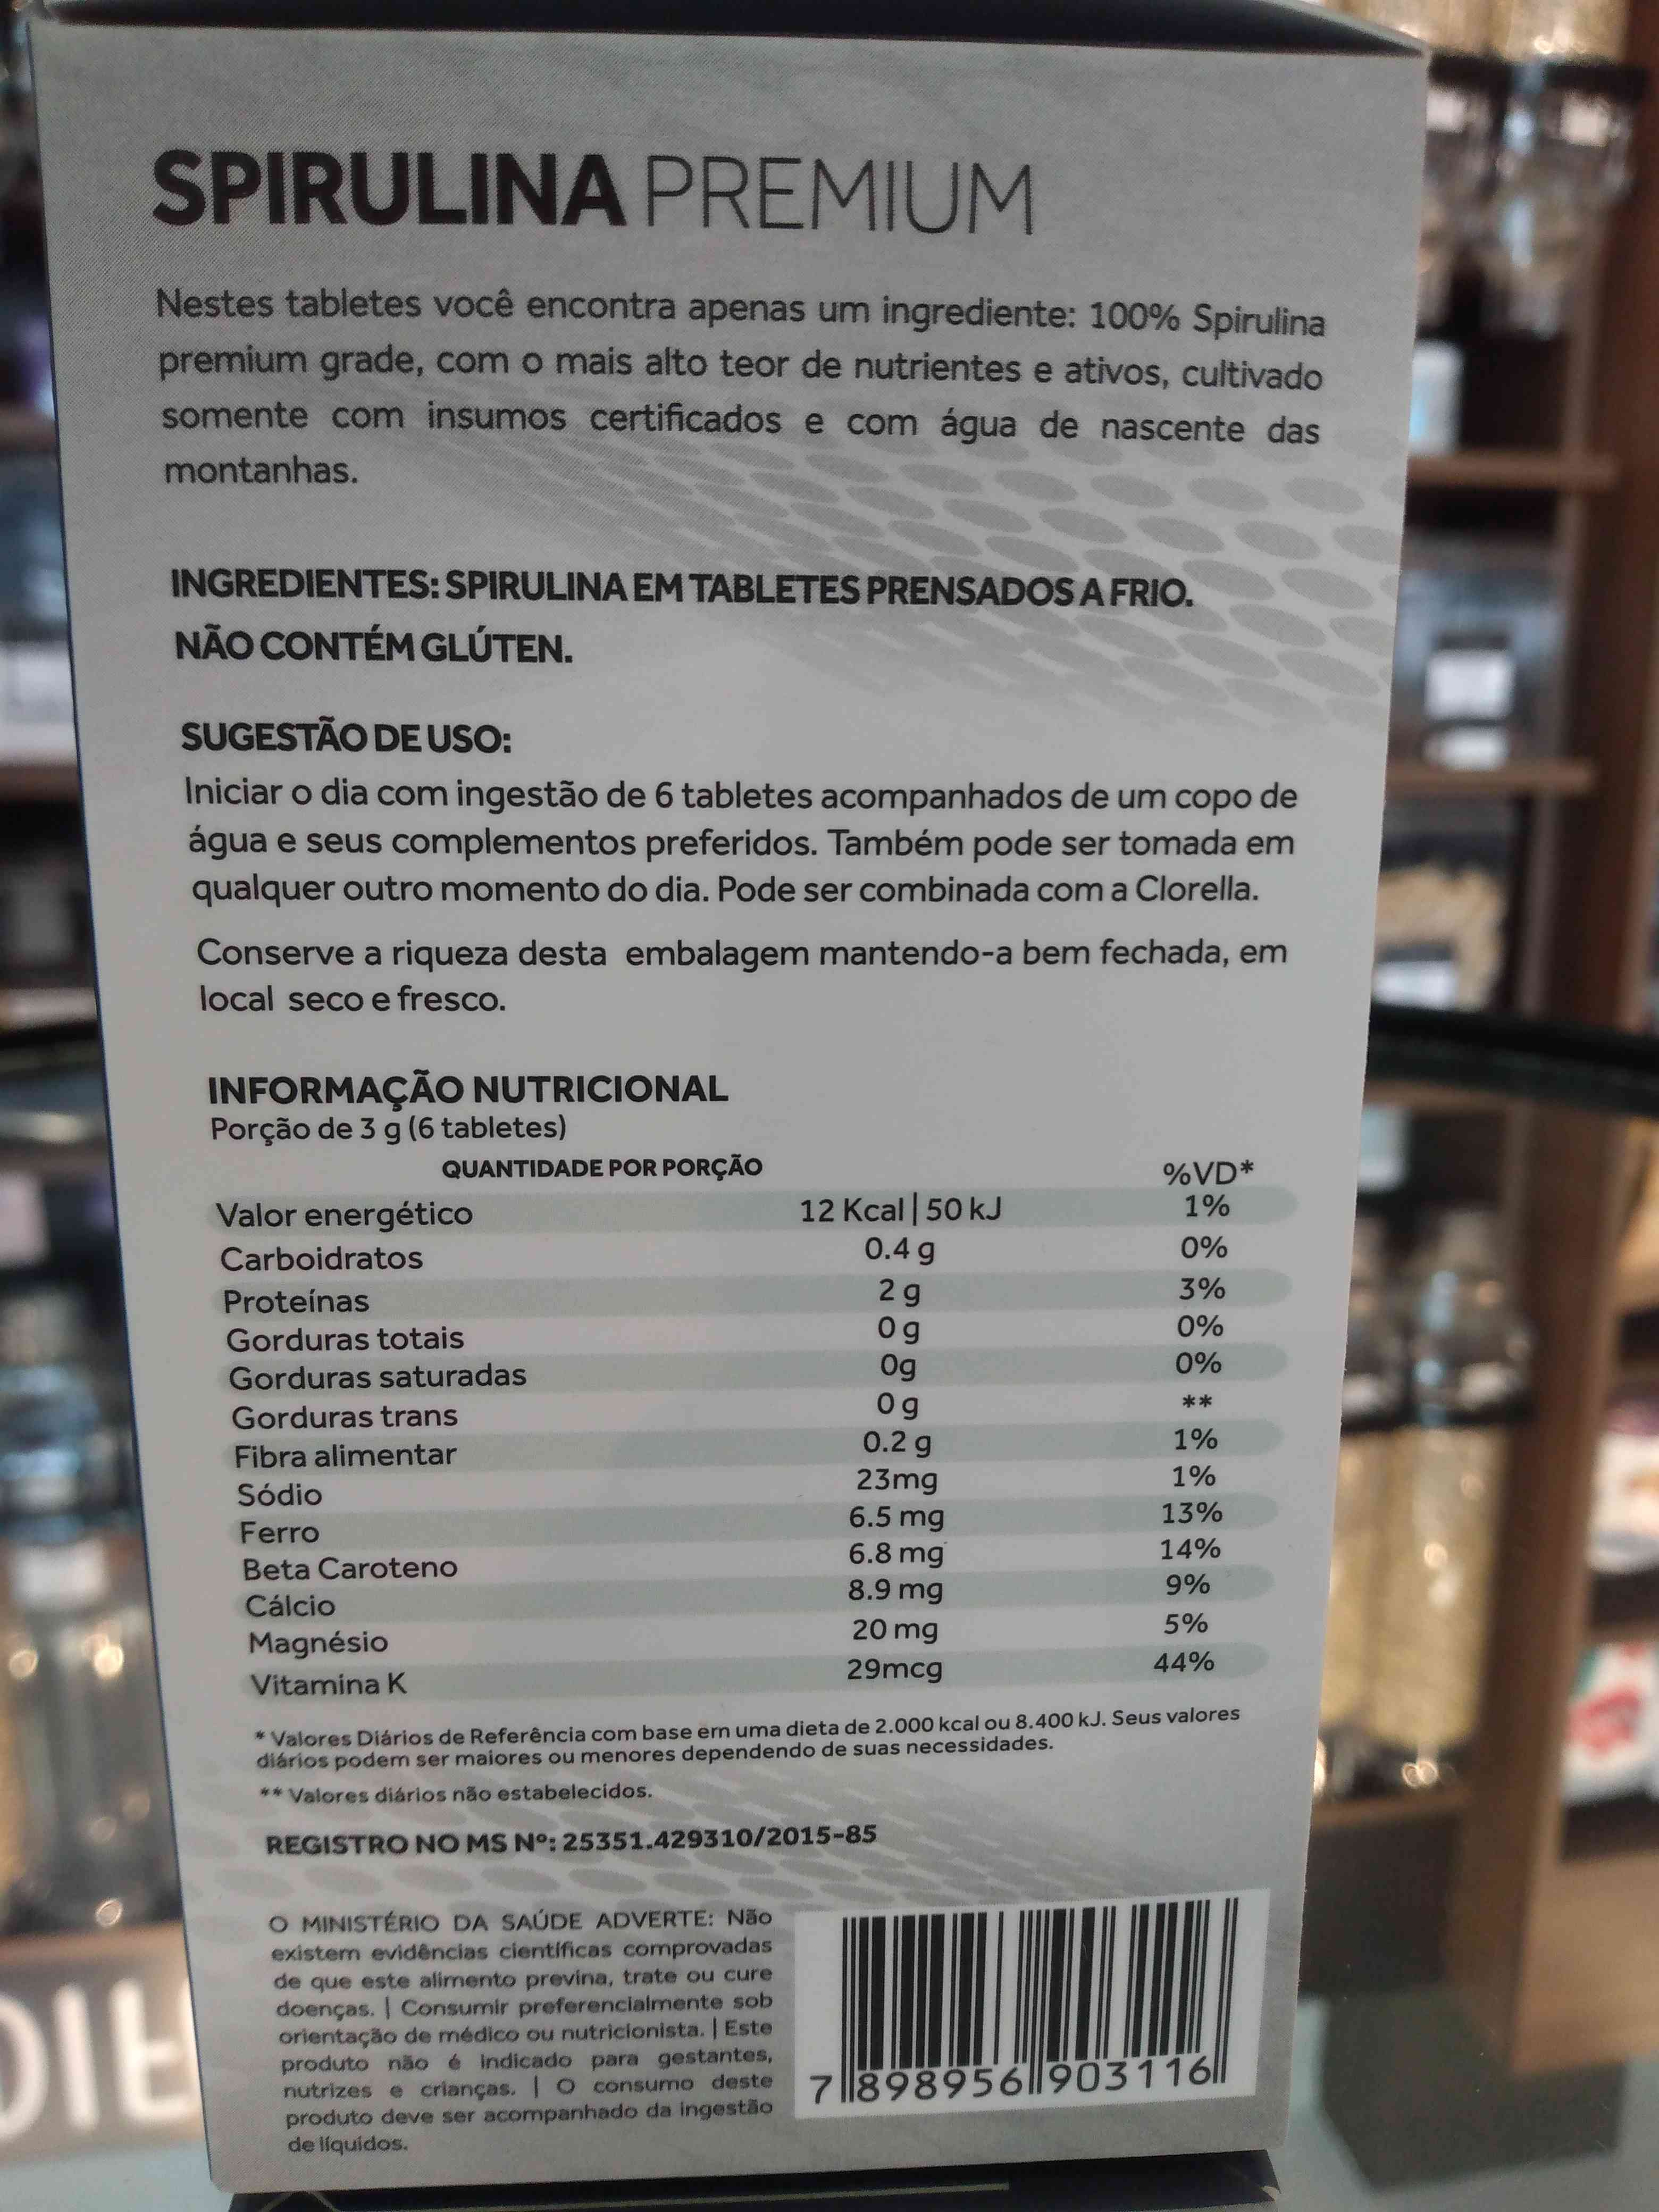 SPIRULINA PREMIUM
Nestes tabletes você encontra apenas um ingrediente: 100% Spirulina
premium grade, com o mais alto teor de nutrientes e ativos, cultivado
somente com insumos certificados e com água de nascente das
montanhas.
INGREDIENTES: SPIRULINA EM TABLETES PRENSADOS A FRIO.
NÃO CONTÉM GLÚTEN.
SUGESTÃO DE USO:
Iniciar o dia com ingestão de 6 tabletes acompanhados de um copo de
água e seus complementos preferidos. Também pode ser tomada em
qualquer outro momento do dia. Pode ser combinada com a Clorella.
Conserve a riqueza desta embalagem mantendo-a bem fechada, em
local seco e fresco.
INFORMAÇÃO NUTRICIONAL
Porção de 3 g (6 tabletes)
QUANTIDADE POR PORÇÃO %VD*
Valor energético 12 Kcal | 50 kJ 1%
Carboidratos 0.4 g 0%
Proteínas 2 g 3%
Gorduras totais 0 g 0%
Gorduras saturadas 0g 0%
Gorduras trans 0 g **
Fibra alimentar 0.2 g 1%
Sódio 23mg 1%
Ferro 6.5 mg 13%
Beta Caroteno 6.8 mg 14%
Cálcio 8.9 mg 9%
Magnésio 20 mg 5%
Vitamina K 29mcg 44%
* Valores Diários de Referência com base em uma dieta de 2.000 kcal ou 8.400 kJ. Seus valores
diários podem ser maiores ou menores dependendo de suas necessidades.
** Valores diários não estabelecidos.
REGISTRO NO MS Nº: 25351.429310/2015-85
O MINISTÉRIO DA SAÚDE ADVERTE: Não
existem evidências científicas comprovadas
de que este alimento previna, trate ou cure
doenças. | Consumir preferencialmente sob
orientação de médico ou nutricionista. | Este
produto não é indicado para gestantes,
nutrizes e crianças. | O consumo deste
produto deve ser acompanhado da ingestão
de líquidos.
7 898956 903116